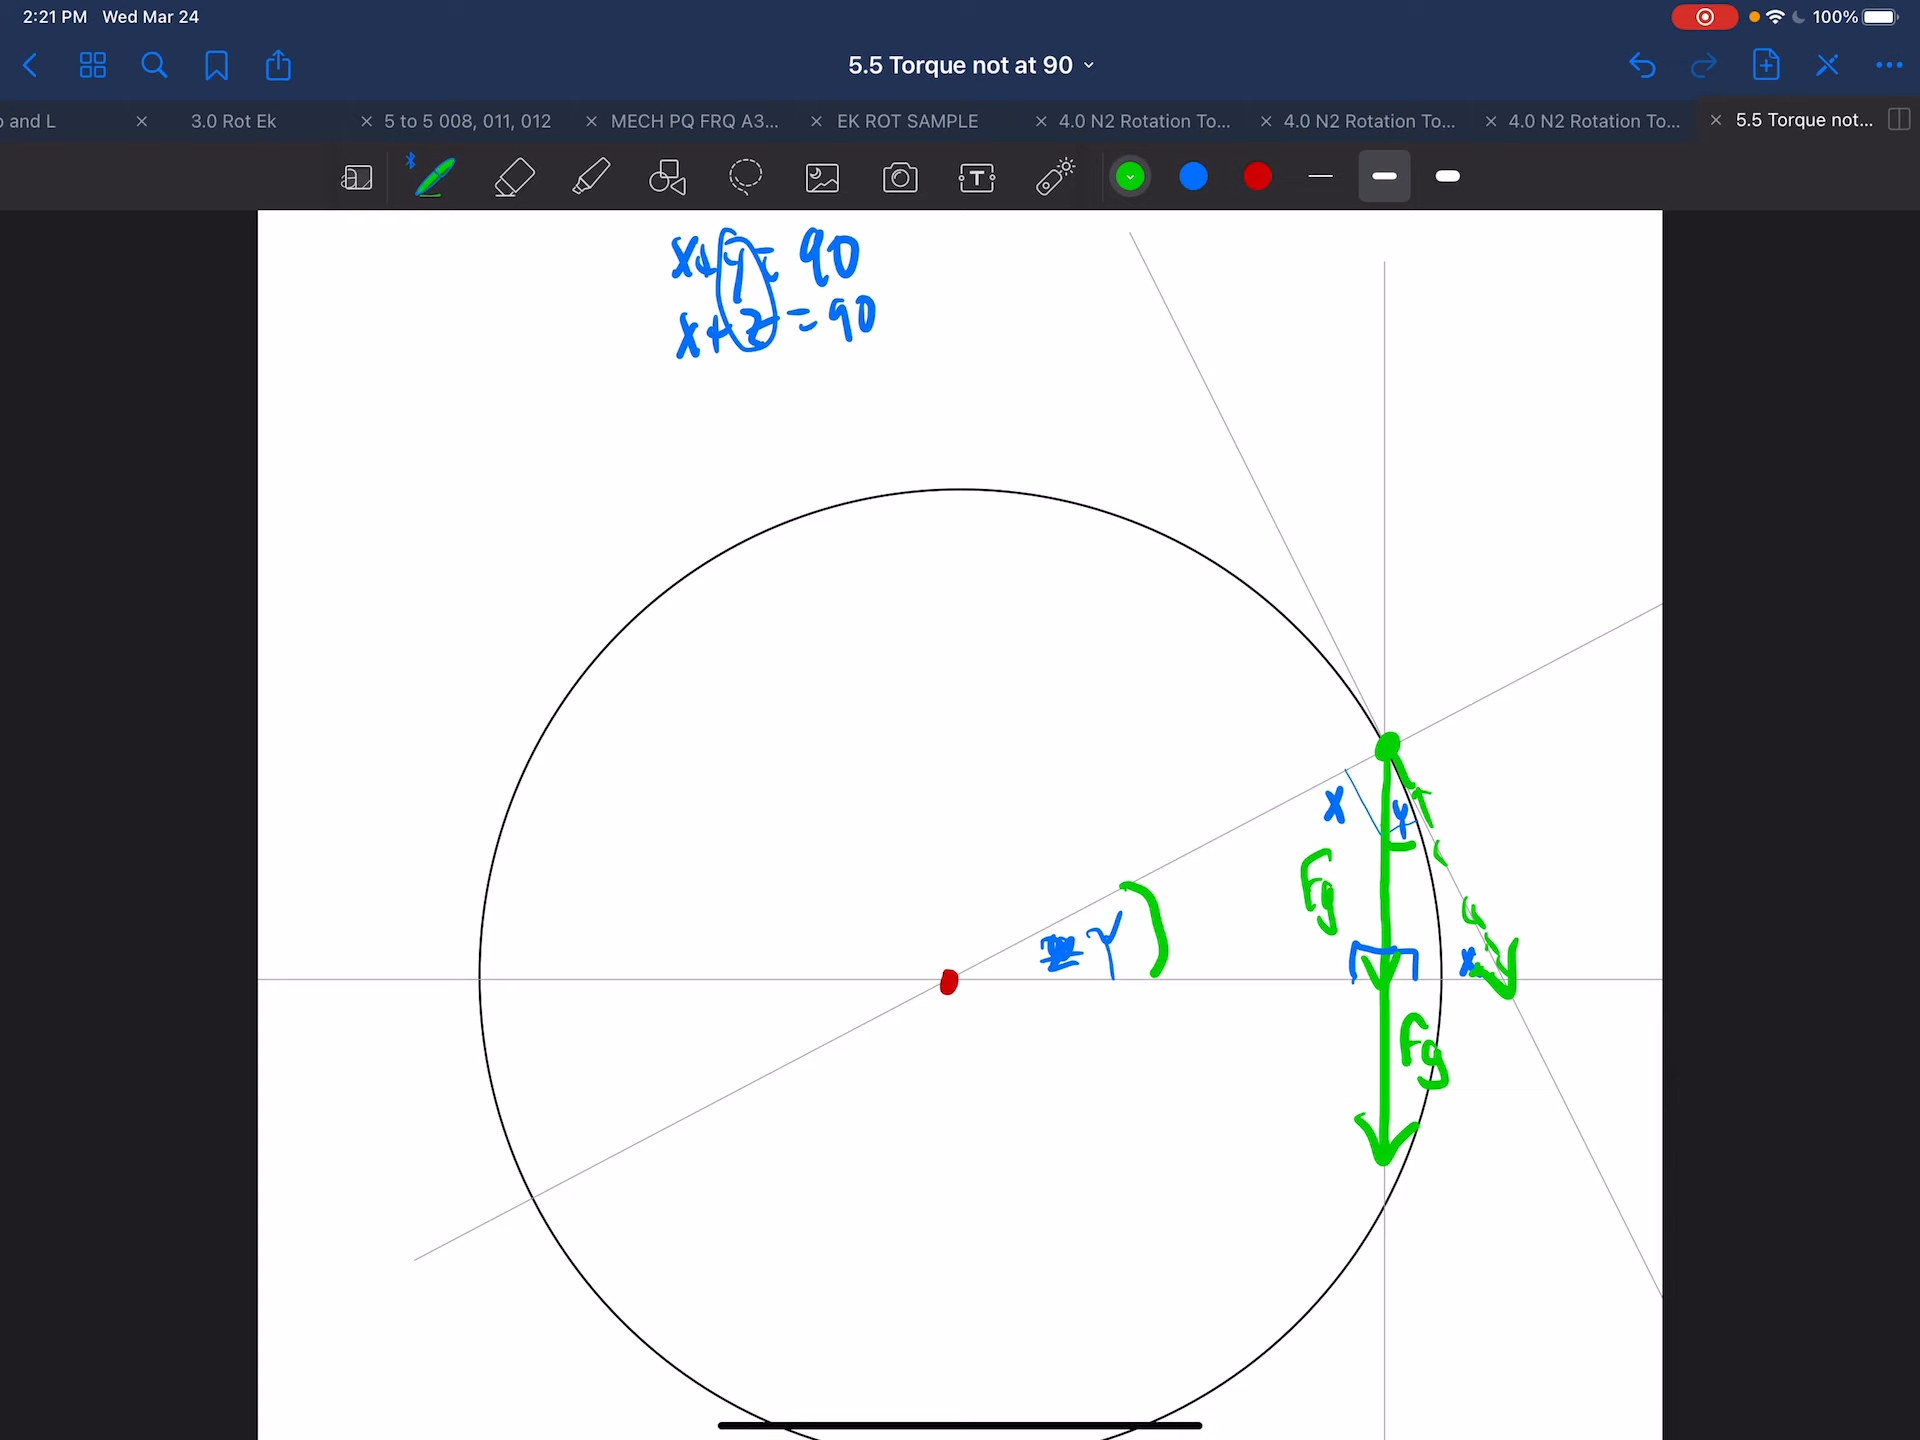 2:21 PM Wed Mar 24 100%
5.5 Torque not at 90
o and L 3.0 Rot Ek 5 to 5 008, 011, 012 MECH PQ FRQ A3... EK ROT SAMPLE 4.0 N2 Rotation To... 4.0 N2 Rotation To... 4.0 N2 Rotation To... 5.5 Torque not...
T
x+y=90
x+z=90
x y
Fg
y
x
Fg